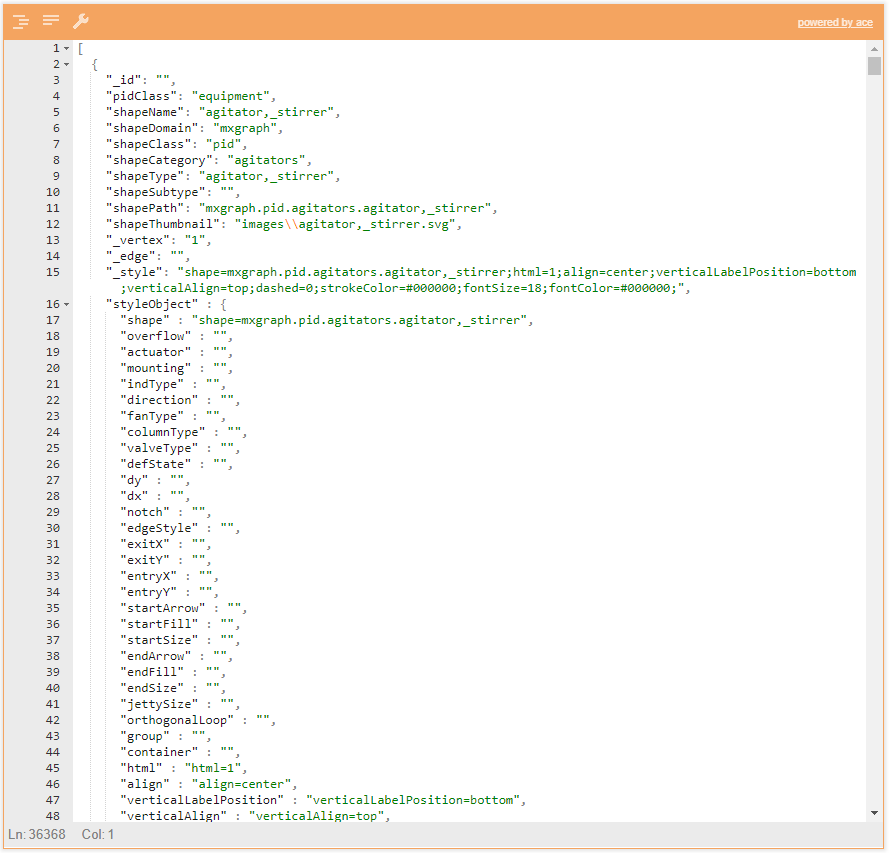 powered by ace
1 [
2 {
3 "_id": "",
4 "pidClass": "equipment",
5 "shapeName": "agitator,_stirrer",
6 "shapeDomain": "mxgraph",
7 "shapeClass": "pid",
8 "shapeCategory": "agitators",
9 "shapeType": "agitator,_stirrer",
10 "shapeSubtype": "",
11 "shapePath": "mxgraph.pid.agitators.agitator,_stirrer",
12 "shapeThumbnail": "images\\agitator,_stirrer.svg",
13 "_vertex": "1",
14 "_edge": "",
15 "_style": "shape=mxgraph.pid.agitators.agitator,_stirrer;html=1;align=center;verticalLabelPosition=bottom
;verticalAlign=top;dashed=0;strokeColor=#000000;fontSize=18;fontColor=#000000;",
16 "styleObject" : {
17 "shape" : "shape=mxgraph.pid.agitators.agitator,_stirrer",
18 "overflow" : "",
19 "actuator" : "",
20 "mounting" : "",
21 "indType" : "",
22 "direction" : "",
23 "fanType" : "",
24 "columnType" : "",
25 "valveType" : "",
26 "defState" : "",
27 "dy" : "",
28 "dx" : "",
29 "notch" : "",
30 "edgeStyle" : "",
31 "exitX" : "",
32 "exitY" : "",
33 "entryX" : "",
34 "entryY" : "",
35 "startArrow" : "",
36 "startFill" : "",
37 "startSize" : "",
38 "endArrow" : "",
39 "endFill" : "",
40 "endSize" : "",
41 "jettySize" : "",
42 "orthogonalLoop" : "",
43 "group" : "",
44 "container" : "",
45 "html" : "html=1",
46 "align" : "align=center",
47 "verticalLabelPosition" : "verticalLabelPosition=bottom",
48 "verticalAlign" : "verticalAlign=top",
Ln: 36368 Col: 1